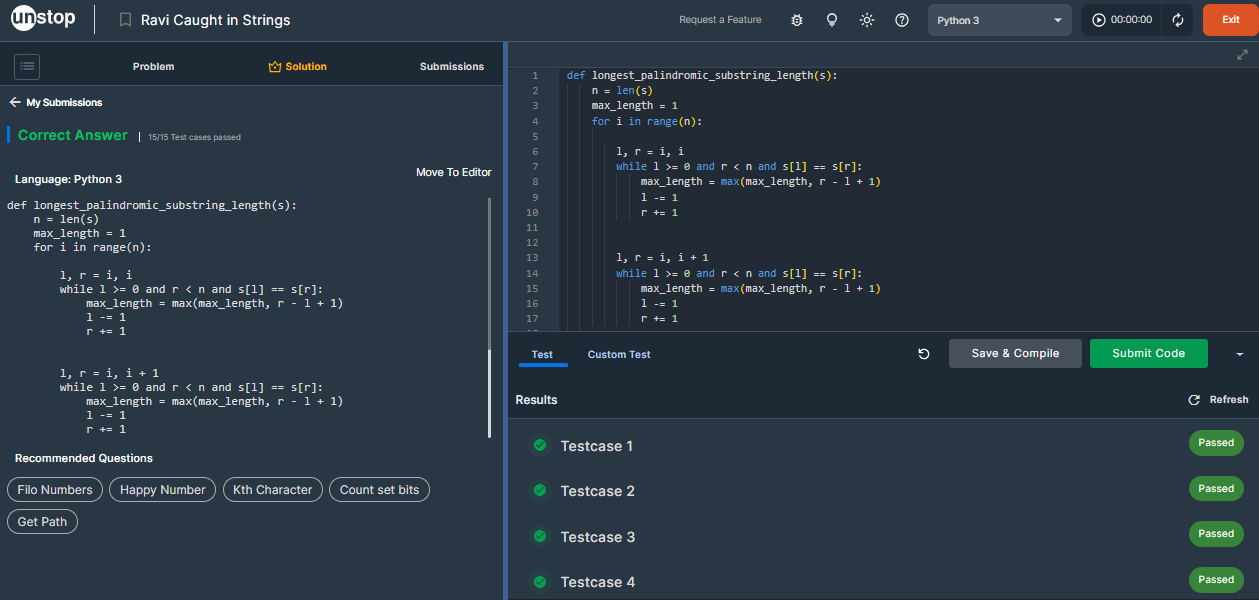 unstop
Ravi Caught in Strings
Request a Feature
Python 3
00:00:00
Exit
Problem
Solution
Submissions
My Submissions
Correct Answer
15/15 Test cases passed
Language: Python 3
Move To Editor
def longest_palindromic_substring_length(s):
    n = len(s)
    max_length = 1
    for i in range(n):
        l, r = i, i
        while l >= 0 and r < n and s[l] == s[r]:
            max_length = max(max_length, r - l + 1)
            l -= 1
            r += 1
        l, r = i, i + 1
        while l >= 0 and r < n and s[l] == s[r]:
            max_length = max(max_length, r - l + 1)
            l -= 1
            r += 1
Recommended Questions
Filo Numbers
Happy Number
Kth Character
Count set bits
Get Path
1 def longest_palindromic_substring_length(s):
2     n = len(s)
3     max_length = 1
4     for i in range(n):
5
6         l, r = i, i
7         while l >= 0 and r < n and s[l] == s[r]:
8             max_length = max(max_length, r - l + 1)
9             l -= 1
10             r += 1
11
12
13         l, r = i, i + 1
14         while l >= 0 and r < n and s[l] == s[r]:
15             max_length = max(max_length, r - l + 1)
16             l -= 1
17             r += 1
Test
Custom Test
Save & Compile
Submit Code
Results
Refresh
Testcase 1
Passed
Testcase 2
Passed
Testcase 3
Passed
Testcase 4
Passed